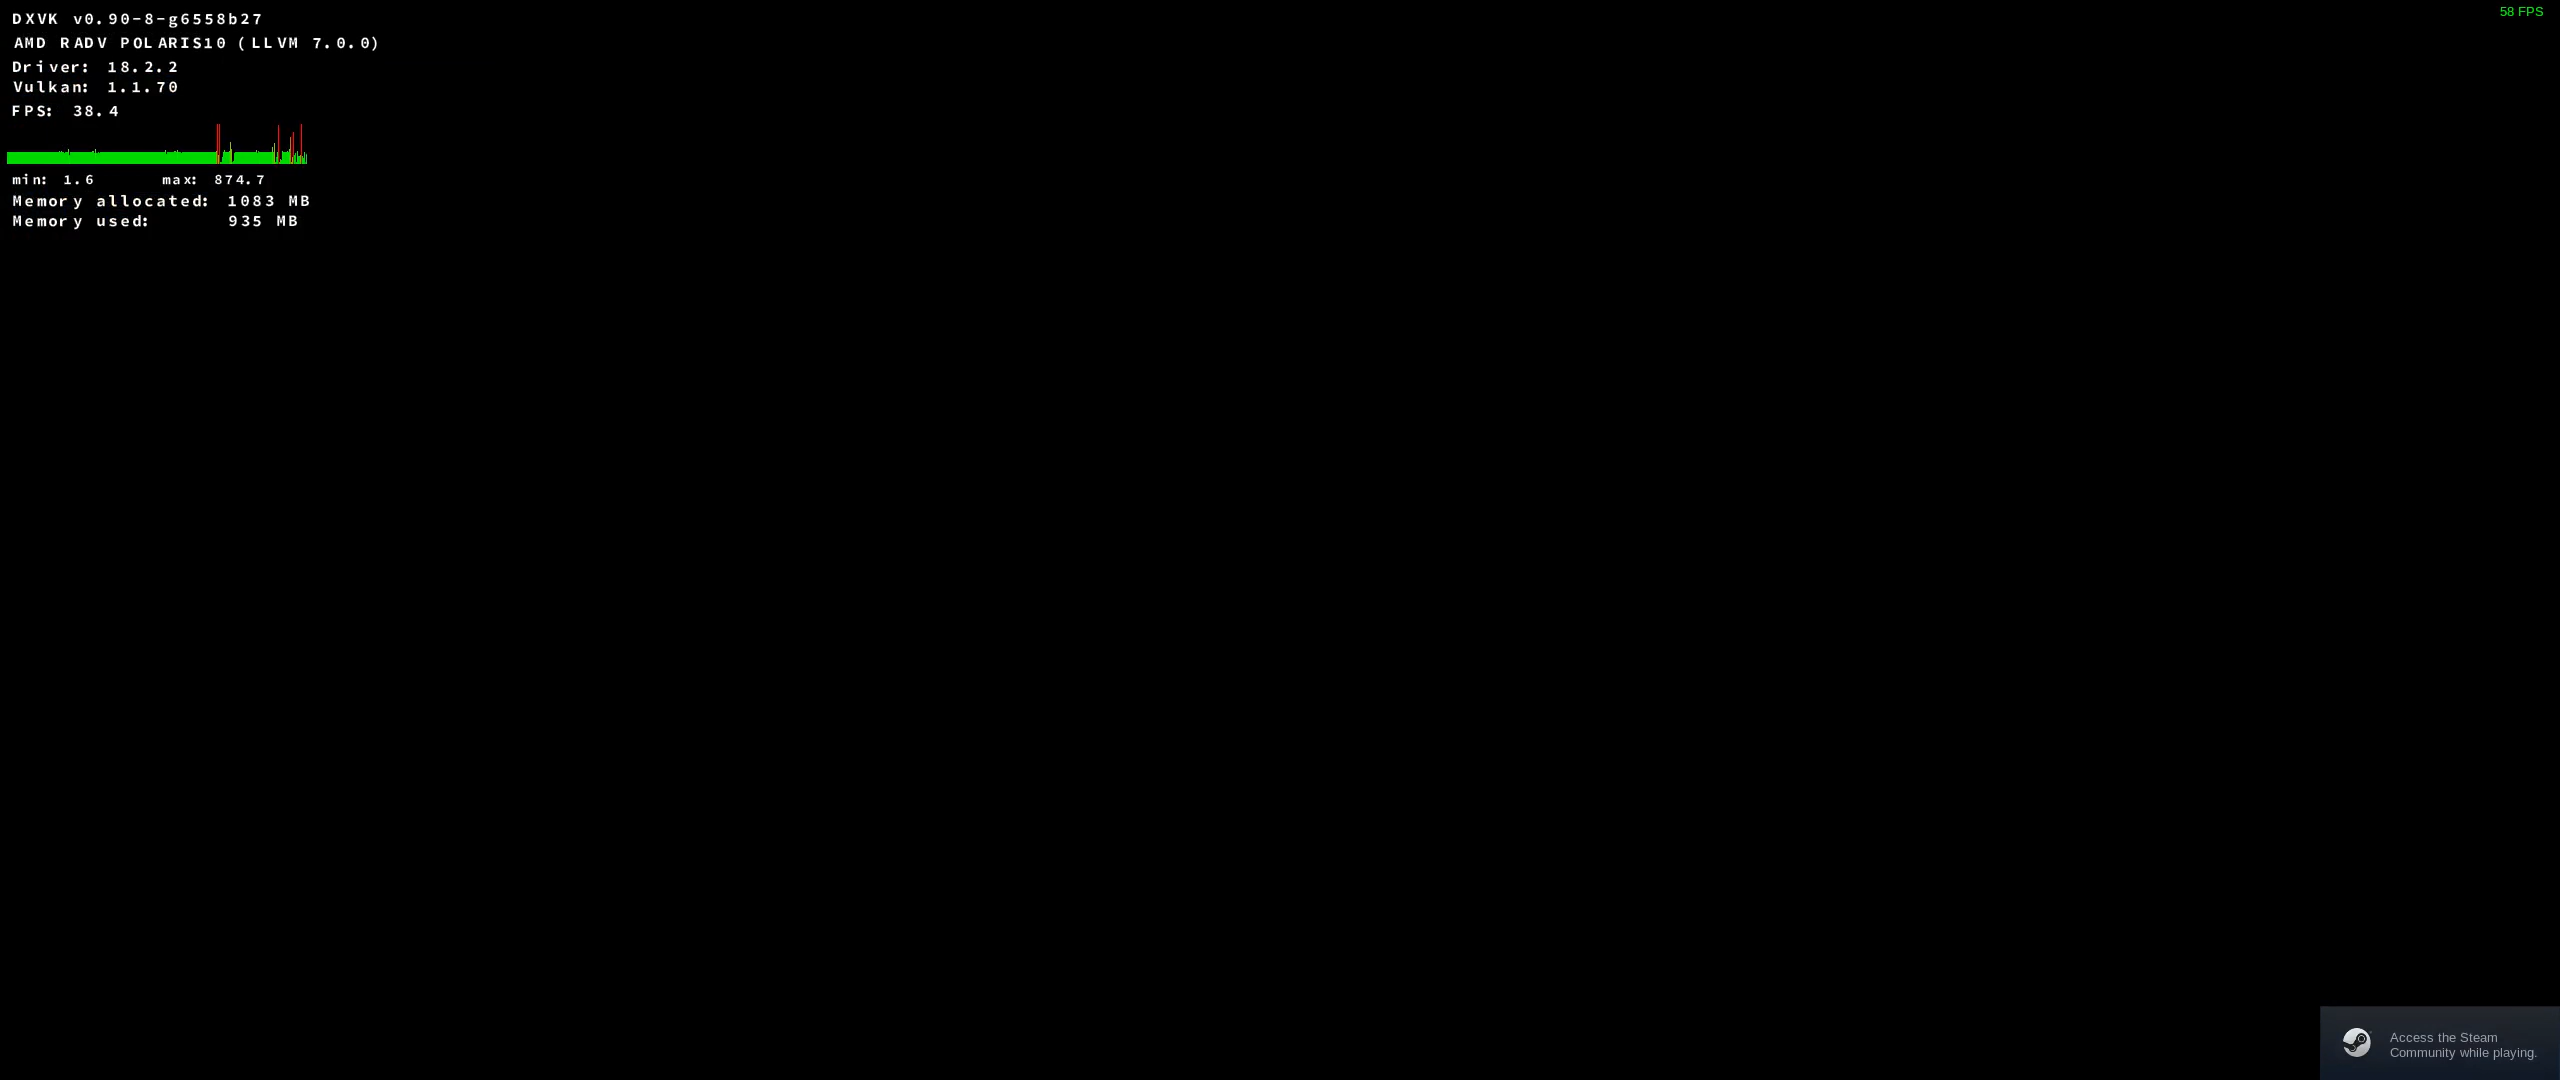 DXVK v0.90-8-g6558b27
58 FPS
AMD RADV POLARIS10 (LLVM 7.0.0)
Driver: 18.2.2
Vulkan: 1.1.70
FPS: 38.4
min: 1.6 max: 874.7
Memory allocated: 1083 MB
Memory used: 935 MB
Access the Steam
Community while playing.